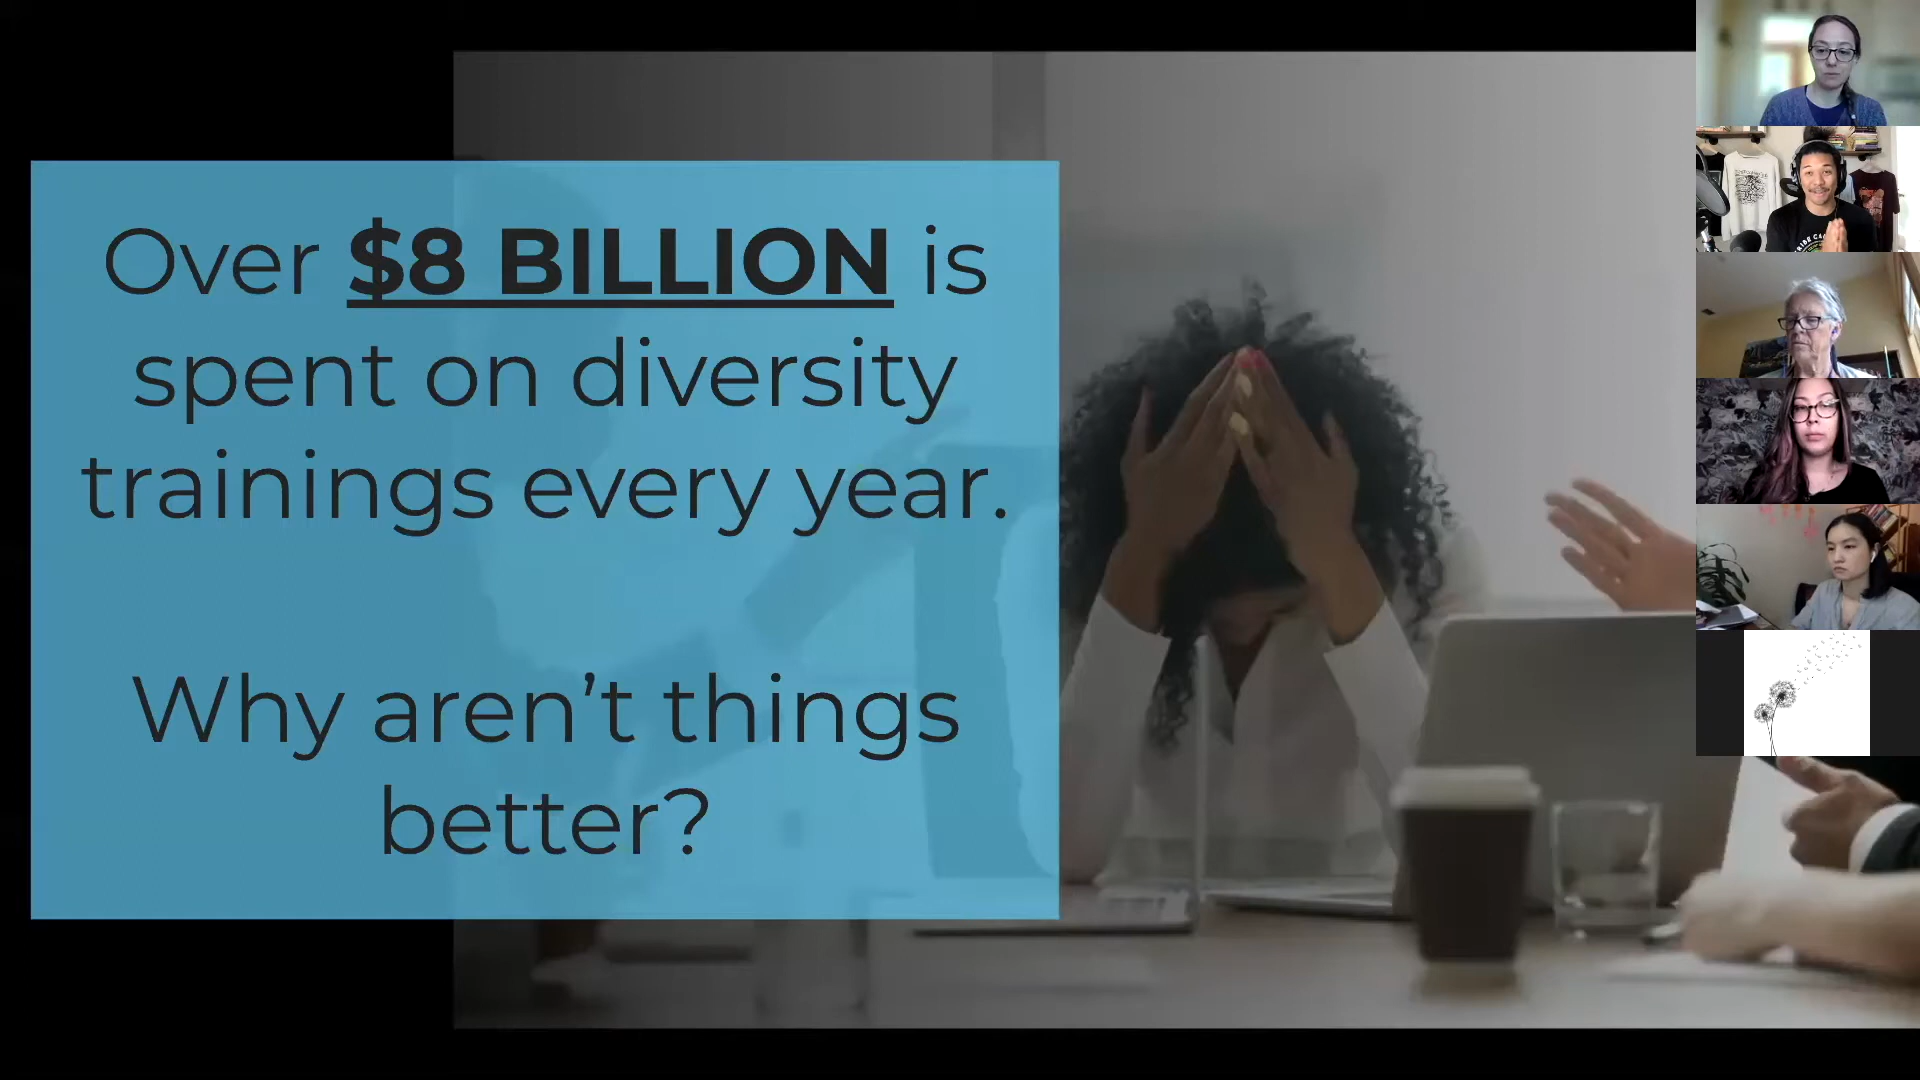 Over $8 BILLION is
spent on diversity
trainings every year.
Why aren’t things
better?